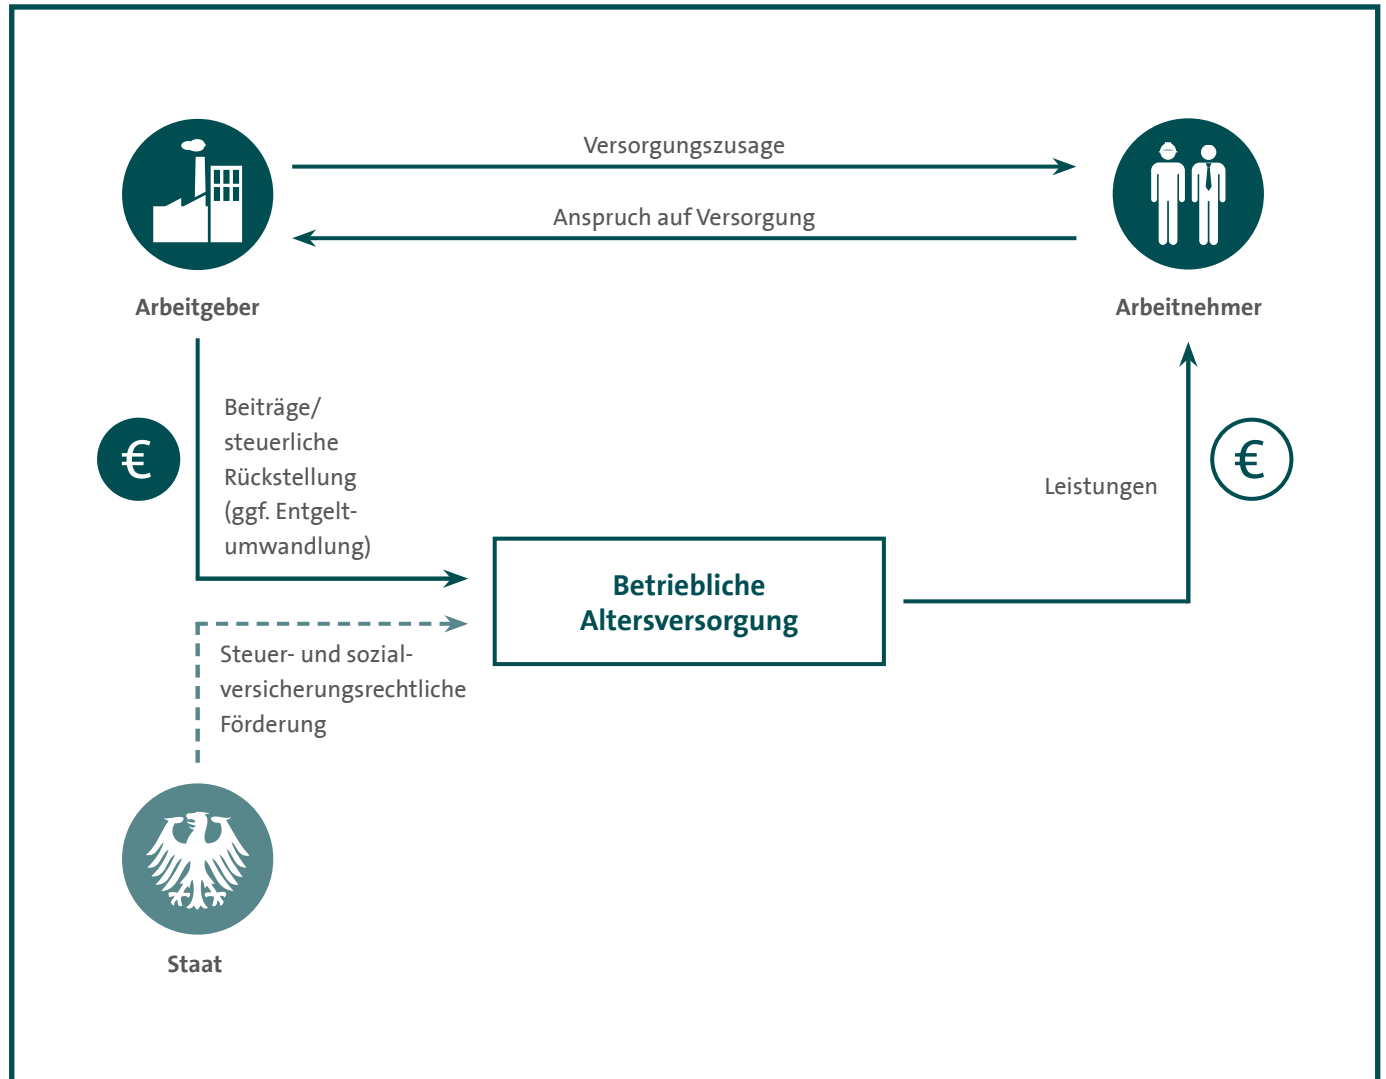 Versorgungszusage
Anspruch auf Versorgung
Arbeitgeber
Arbeitnehmer
Beiträge/
steuerliche
Rückstellung
(ggf. Entgelt-
umwandlung)
€
€
Leistungen
Betriebliche
Altersversorgung
Steuer- und sozial-
versicherungsrechtliche
Förderung
Staat